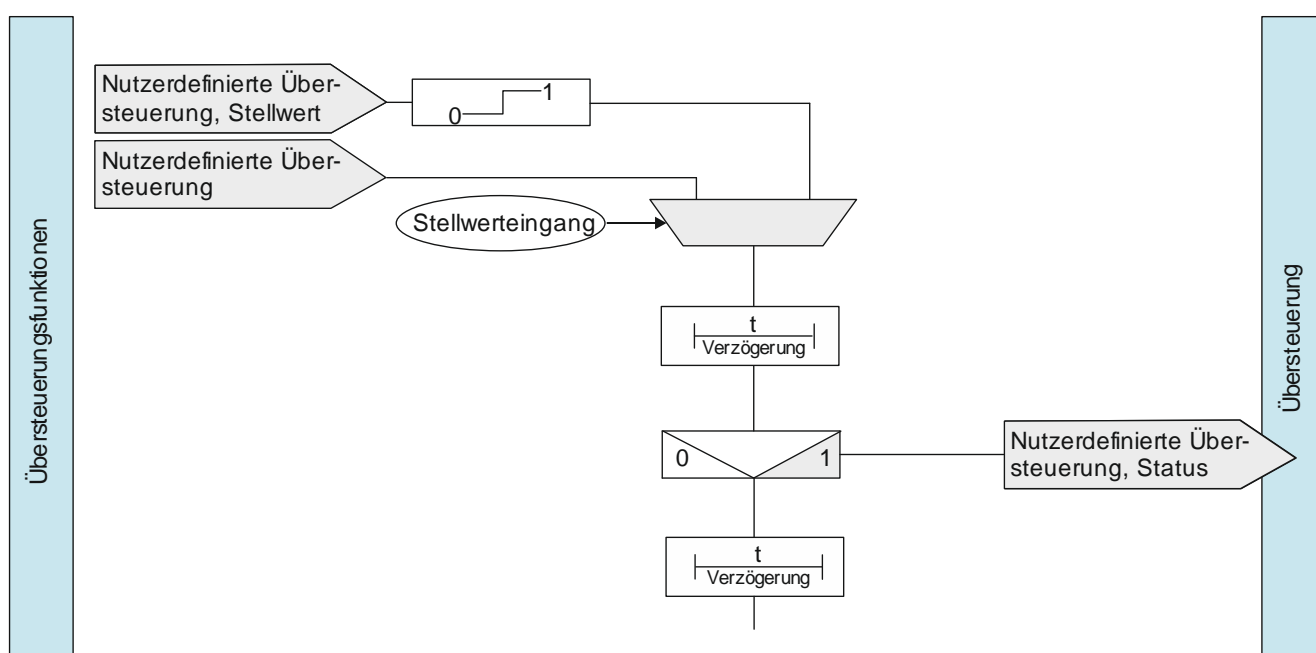 Übersteuerungsfunktionen
Nutzerdefinierte Über-
steuerung, Stellwert
0
1
Nutzerdefinierte Über-
steuerung
Stellwerteingang
t
Verzögerung
0
1
Nutzerdefinierte Über-
steuerung, Status
t
Verzögerung
Übersteuerung